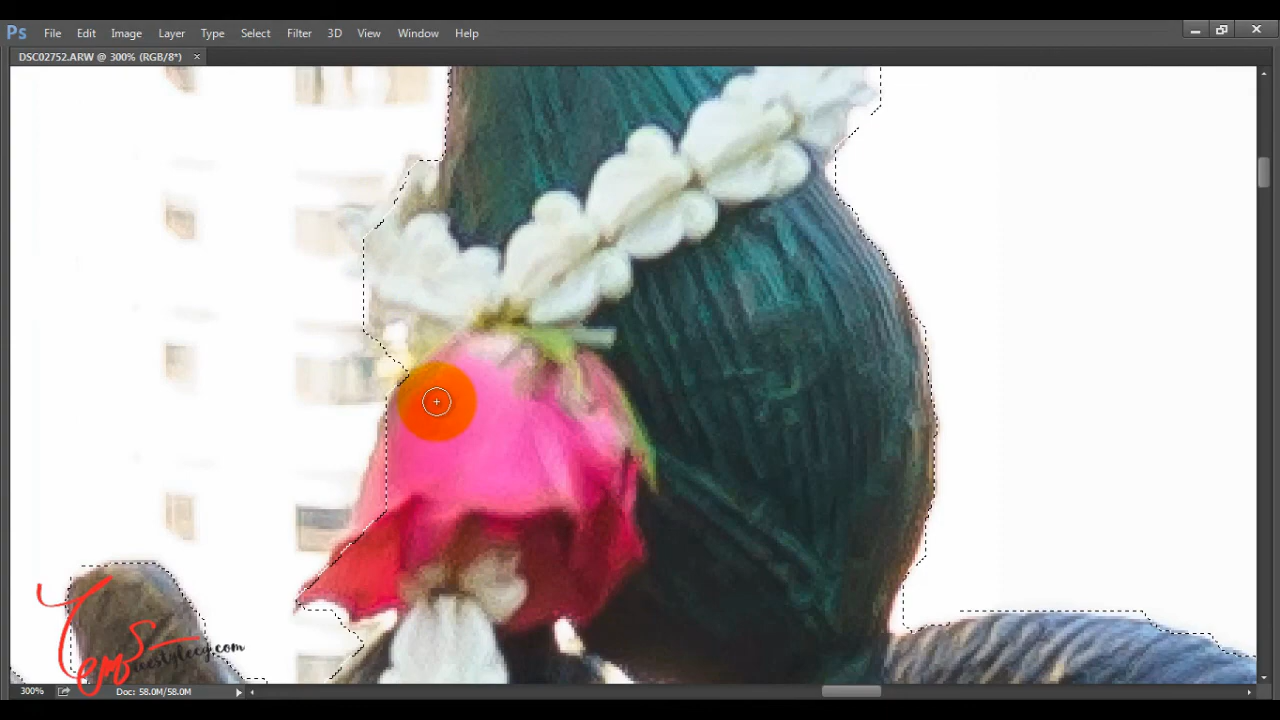 Ps File Edit Image Layer Type Select Filter 3D View Window Help
DSC02752.ARW @ 300% (RGB/8*) ×
300% Doc: 58.0M/58.0M